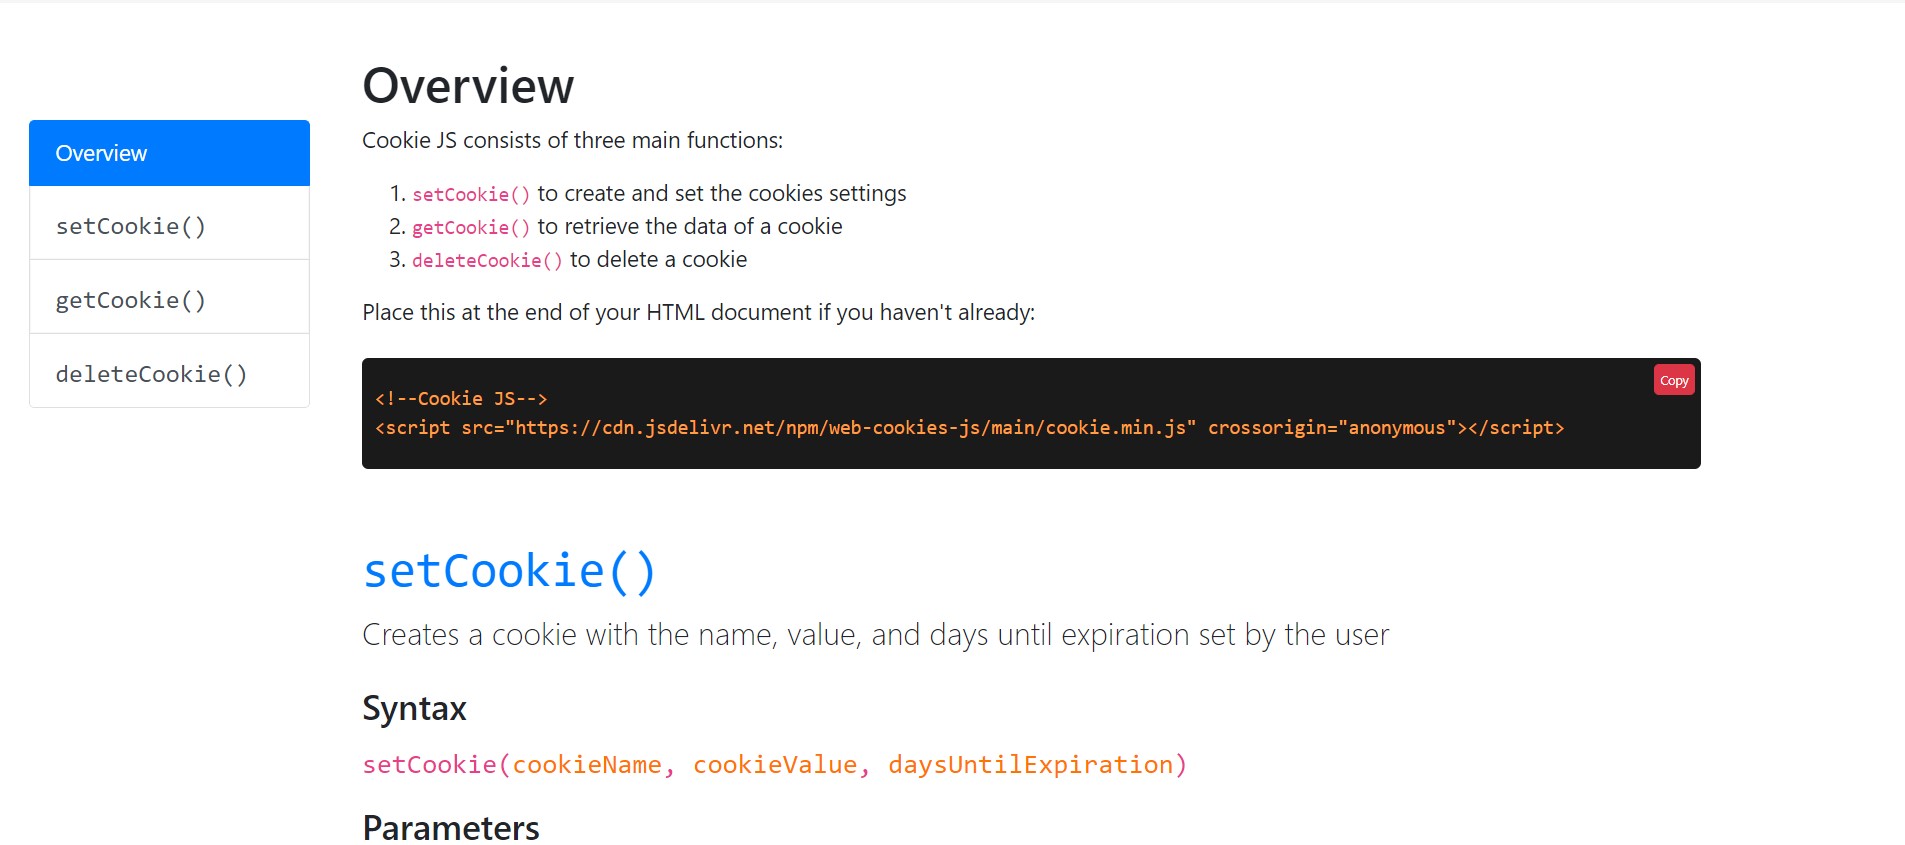 Overview
setCookie()
getCookie()
deleteCookie()
Overview
Cookie JS consists of three main functions:
1. setCookie() to create and set the cookies settings
2. getCookie() to retrieve the data of a cookie
3. deleteCookie() to delete a cookie
Place this at the end of your HTML document if you haven't already:
Copy
<!--Cookie JS-->
<script src="https://cdn.jsdelivr.net/npm/web-cookies-js/main/cookie.min.js" crossorigin="anonymous"></script>
setCookie()
Creates a cookie with the name, value, and days until expiration set by the user
Syntax
setCookie(cookieName, cookieValue, daysUntilExpiration)
Parameters